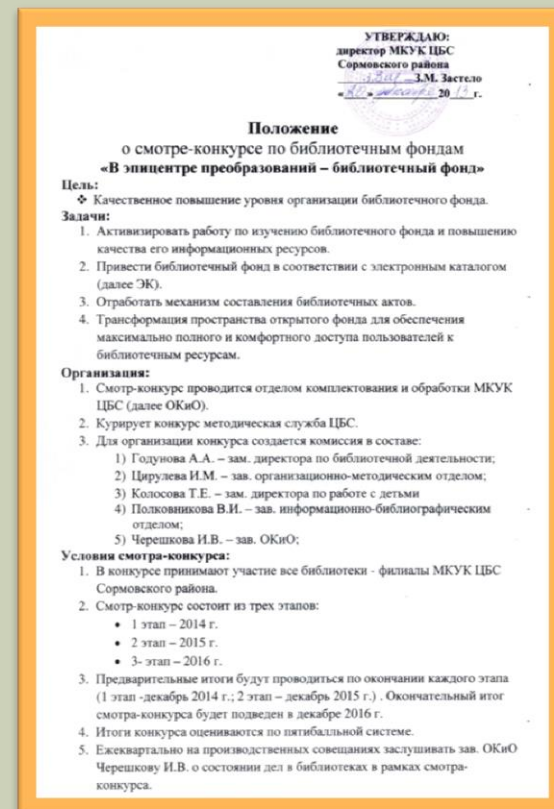 УТВЕРЖДАЮ:
директор МКУК ЦБС
Сормовского района
З.М. Застело
« 20 » 20 13 г.
Положение
о смотре-конкурсе по библиотечным фондам
«В эпицентре преобразований – библиотечный фонд»
Цель:
❖ Качественное повышение уровня организации библиотечного фонда.
Задачи:
1. Активизировать работу по изучению библиотечного фонда и повышению
качества его информационных ресурсов.
2. Привести библиотечный фонд в соответствии с электронным каталогом
(далее ЭК).
3. Отработать механизм составления библиотечных актов.
4. Трансформация пространства открытого фонда для обеспечения
максимально полного и комфортного доступа пользователей к
библиотечным ресурсам.
Организация:
1. Смотр-конкурс проводится отделом комплектования и обработки МКУК
ЦБС (далее ОКиО).
2. Курирует конкурс методическая служба ЦБС.
3. Для организации конкурса создается комиссия в составе:
1) Годунова А.А. – зам. директора по библиотечной деятельности;
2) Цирулева И.М. – зав. организационно-методическим отделом;
3) Колосова Т.Е. – зам. директора по работе с детьми
4) Полковникова В.И. – зав. информационно-библиографическим
отделом;
5) Черешкова И.В. – зав. ОКиО;
Условия смотра-конкурса:
1. В конкурсе принимают участие все библиотеки - филиалы МКУК ЦБС
Сормовского района.
2. Смотр-конкурс состоит из трех этапов:
• 1 этап – 2014 г.
• 2 этап – 2015 г.
• 3- этап – 2016 г.
3. Предварительные итоги будут проводиться по окончании каждого этапа
(1 этап -декабрь 2014 г.; 2 этап – декабрь 2015 г.) . Окончательный итог
смотра-конкурса будет подведен в декабре 2016 г.
4. Итоги конкурса оцениваются по пятибалльной системе.
5. Ежеквартально на производственных совещаниях заслушивать зав. ОКиО
Черешкову И.В. о состоянии дел в библиотеках в рамках смотра-
конкурса.